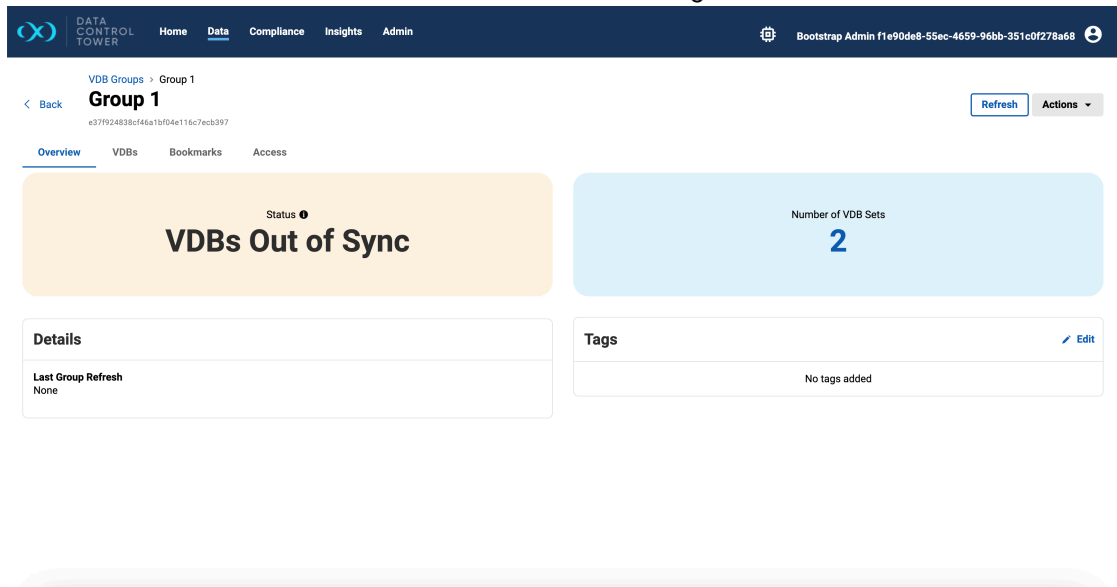 DATA
CONTROL
TOWER
Home Data Compliance Insights Admin
Bootstrap Admin f1e90de8-55ec-4659-96bb-351c0f278a68
VDB Groups > Group 1
< Back
Group 1
e37f924838cf46a1bf04e116c7ecb397
Refresh
Actions
Overview VDBs Bookmarks Access
Status
VDBs Out of Sync
Number of VDB Sets
2
Details
Last Group Refresh
None
Tags
Edit
No tags added